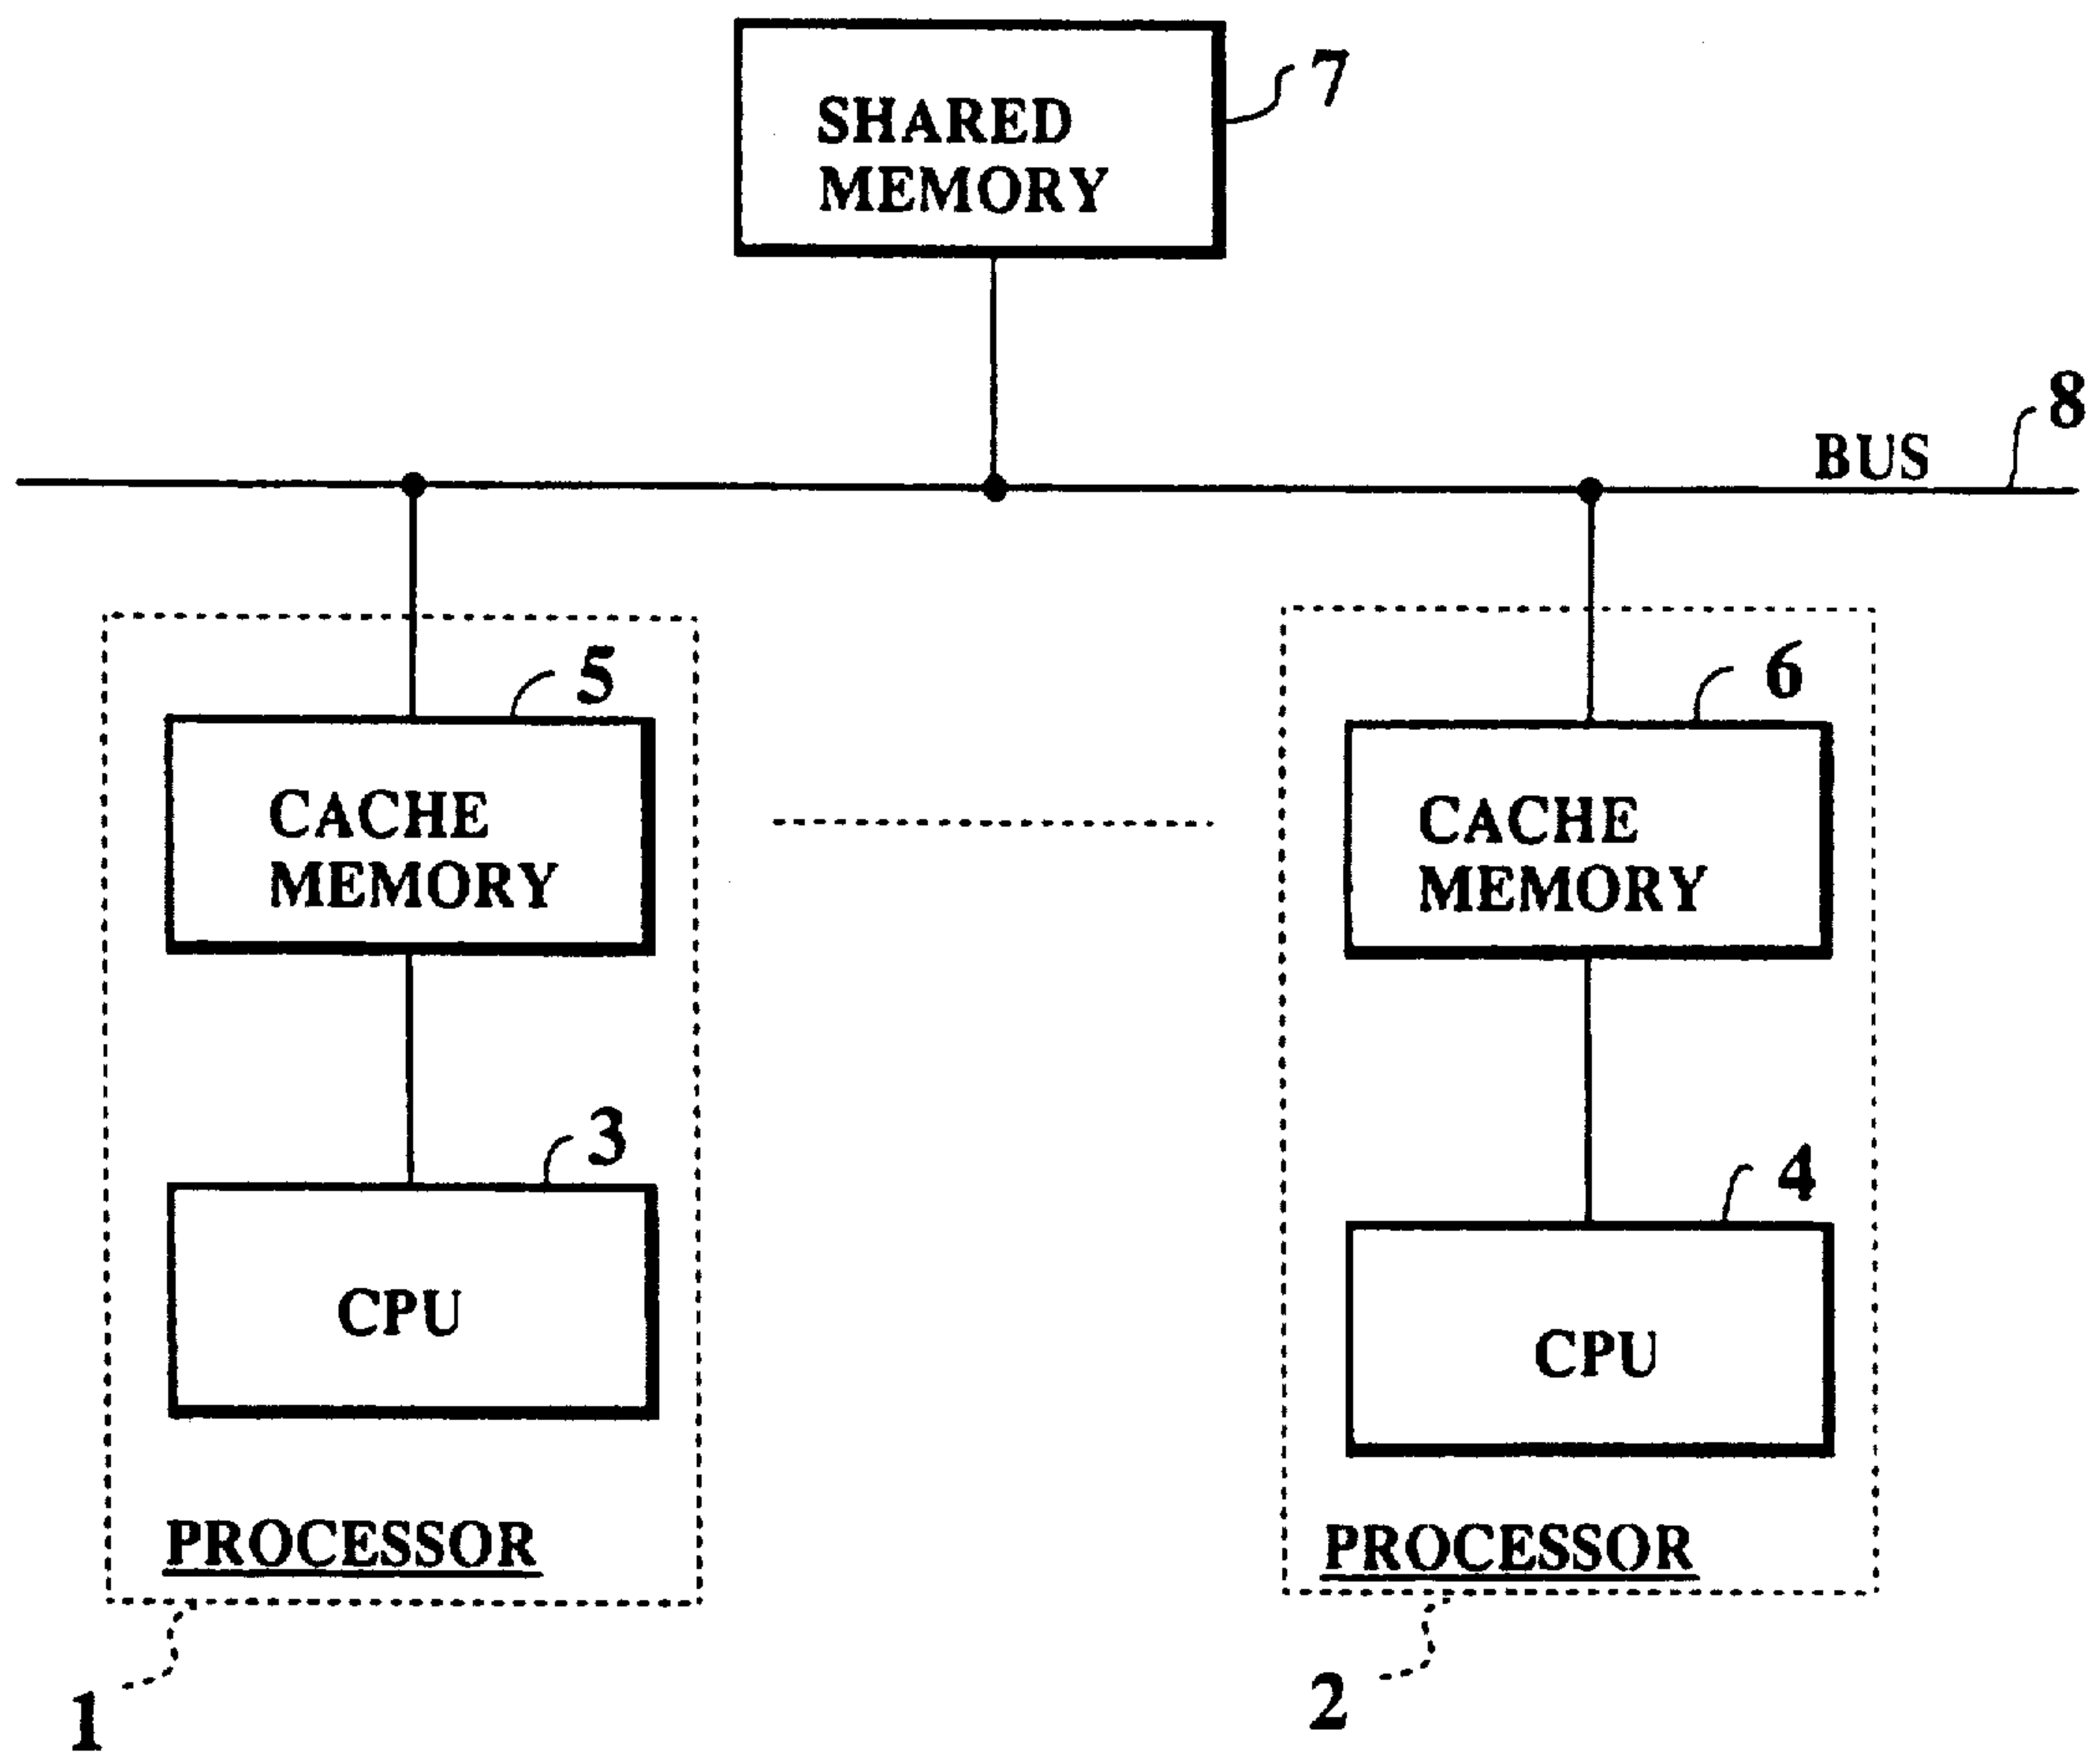 SHARED
MEMORY
7
BUS
8
5
CACHE
MEMORY
3
CPU
PROCESSOR
1
6
CACHE
MEMORY
4
CPU
PROCESSOR
2